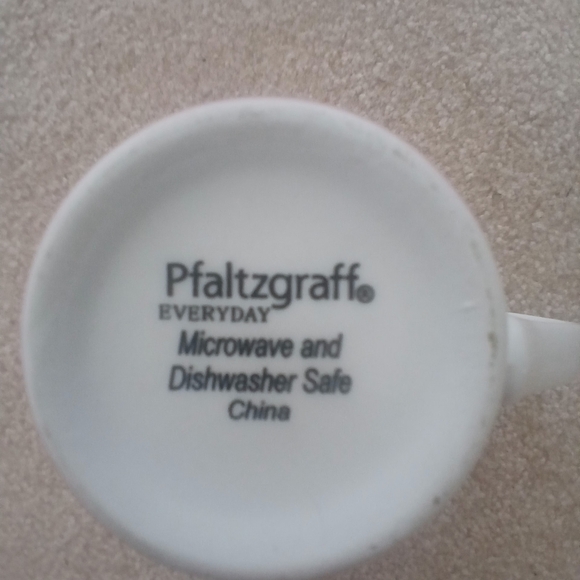 Pfaltzgraff®
EVERYDAY
Microwave and
Dishwasher Safe
China